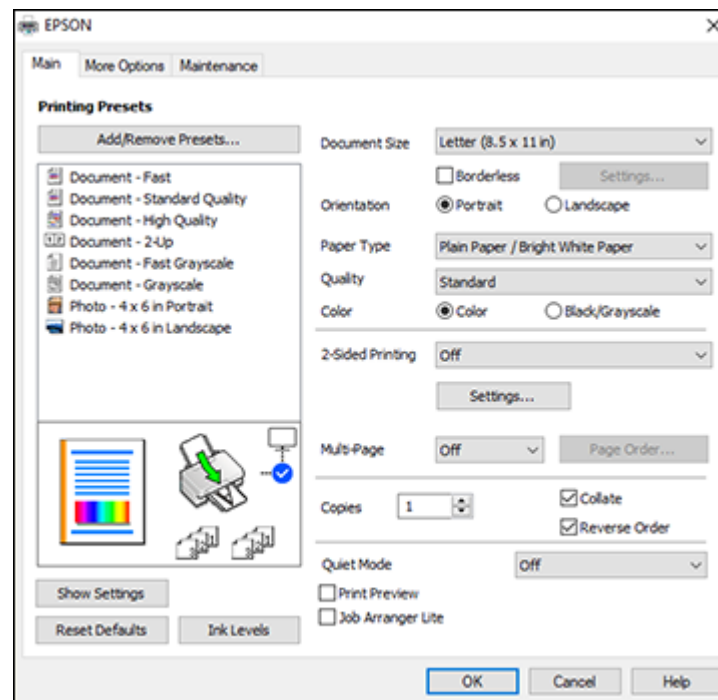 EPSON
Main
More Options
Maintenance
Printing Presets
Add/Remove Presets...
Document - Fast
Document - Standard Quality
Document - High Quality
Document - 2-Up
Document - Fast Grayscale
Document - Grayscale
Photo - 4 x 6 in Portrait
Photo - 4 x 6 in Landscape
Show Settings
Reset Defaults
Ink Levels
Document Size
Letter (8.5 x 11 in)
Borderless
Settings...
Orientation
Portrait
Landscape
Paper Type
Plain Paper / Bright White Paper
Quality
Standard
Color
Color
Black/Grayscale
2-Sided Printing
Off
Settings...
Multi-Page
Off
Page Order...
Copies
1
Collate
Reverse Order
Quiet Mode
Off
Print Preview
Job Arranger Lite
OK
Cancel
Help